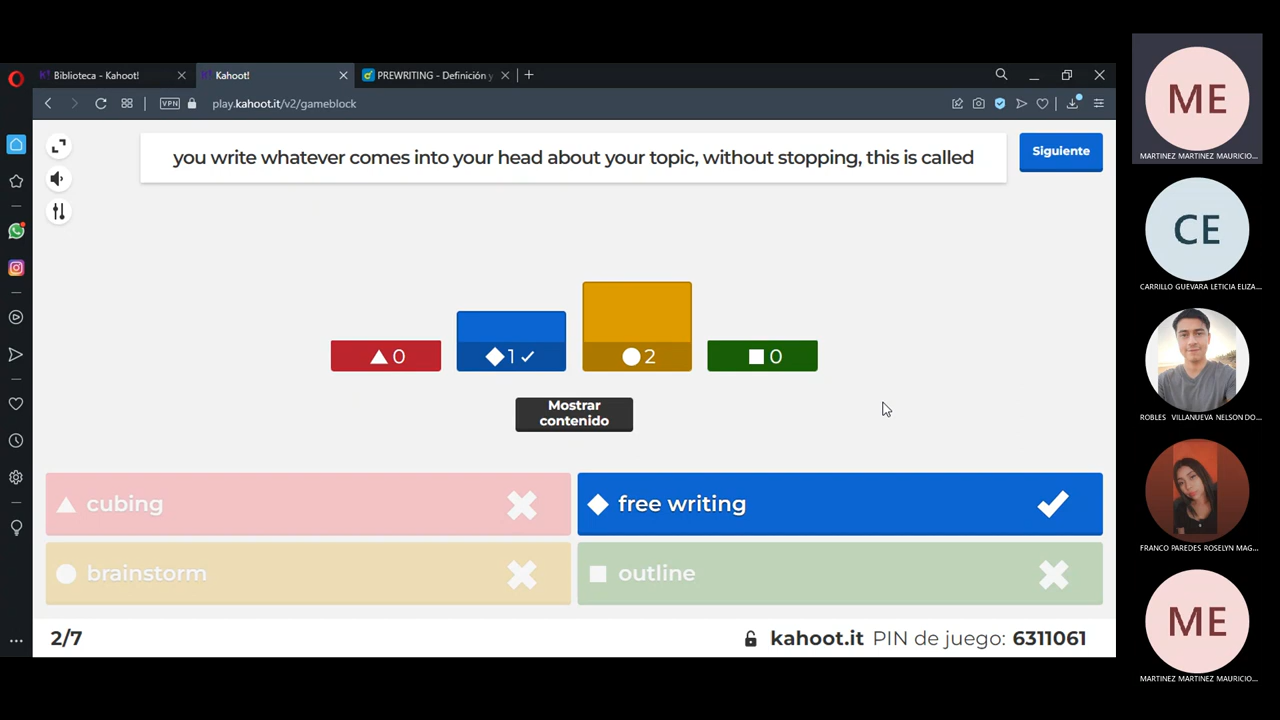 Biblioteca - Kahoot!
Kahoot!
PREWRITING - Definición y
VPN
play.kahoot.it/v2/gameblock
you write whatever comes into your head about your topic, without stopping, this is called
Siguiente
0
1
2
0
Mostrar
contenido
cubing
free writing
brainstorm
outline
2/7
kahoot.it PIN de juego: 6311061
ME
MARTINEZ MARTINEZ MAURICIO...
CE
CARRILLO GUEVARA LETICIA ELIZA...
ROBLES VILLANUEVA NELSON DO...
FRANCO PAREDES ROSELYN MAG...
ME
MARTINEZ MARTINEZ MAURICIO...